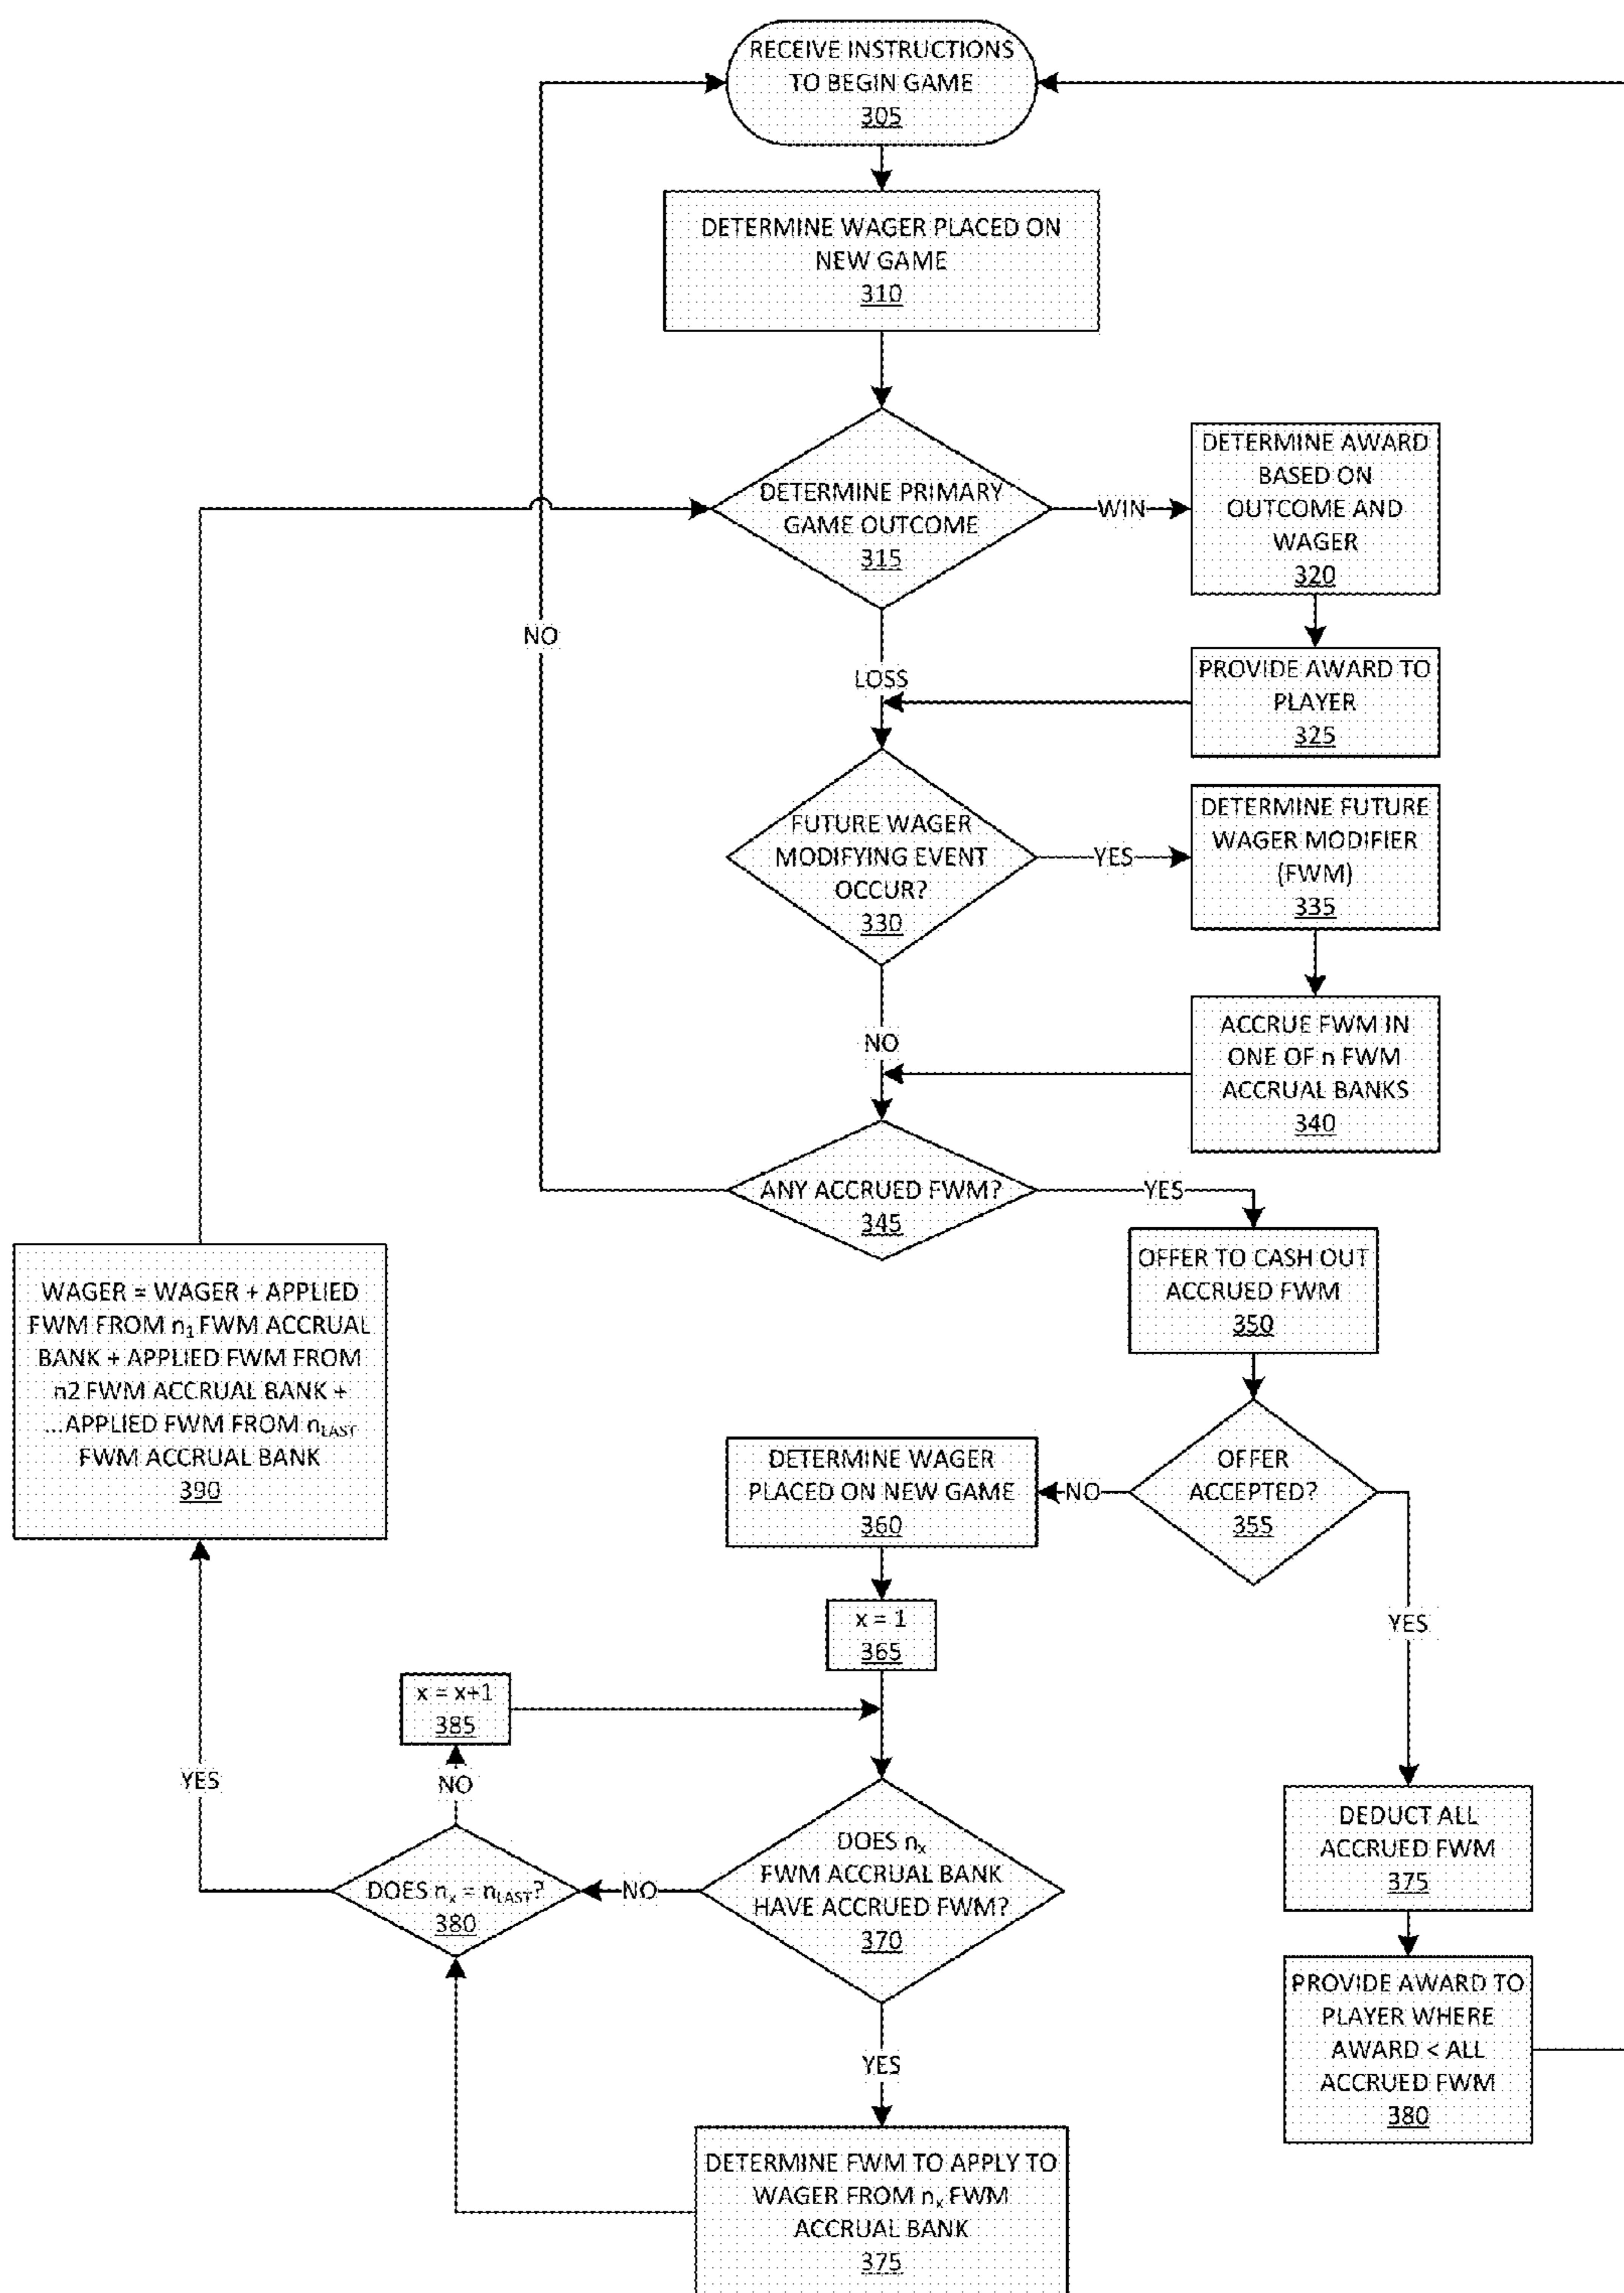 RECEIVE INSTRUCTIONS
TO BEGIN GAME
305
DETERMINE WAGER PLACED ON
NEW GAME
310
DETERMINE PRIMARY
GAME OUTCOME
315
WIN
DETERMINE AWARD
BASED ON
OUTCOME AND
WAGER
320
NO
LOSS
PROVIDE AWARD TO
PLAYER
325
FUTURE WAGER
MODIFYING EVENT
OCCUR?
330
YES
DETERMINE FUTURE
WAGER MODIFIER
(FWM)
335
NO
ACCRUE FWM IN
ONE OF n FWM
ACCRUAL BANKS
340
ANY ACCRUED FWM?
345
YES
OFFER TO CASH OUT
ACCRUED FWM
350
WAGER = WAGER + APPLIED
FWM FROM n₁ FWM ACCRUAL
BANK + APPLIED FWM FROM
n2 FWM ACCRUAL BANK +
...APPLIED FWM FROM n_LAST
FWM ACCRUAL BANK
390
OFFER
ACCEPTED?
355
NO
DETERMINE WAGER
PLACED ON NEW GAME
360
YES
x = 1
365
x = x+1
385
YES
NO
DOES nₓ
FWM ACCRUAL BANK
HAVE ACCRUED FWM?
370
NO
DOES nₓ = n_LAST?
380
DEDUCT ALL
ACCRUED FWM
375
PROVIDE AWARD TO
PLAYER WHERE
AWARD < ALL
ACCRUED FWM
380
YES
DETERMINE FWM TO APPLY TO
WAGER FROM nₓ FWM
ACCRUAL BANK
375